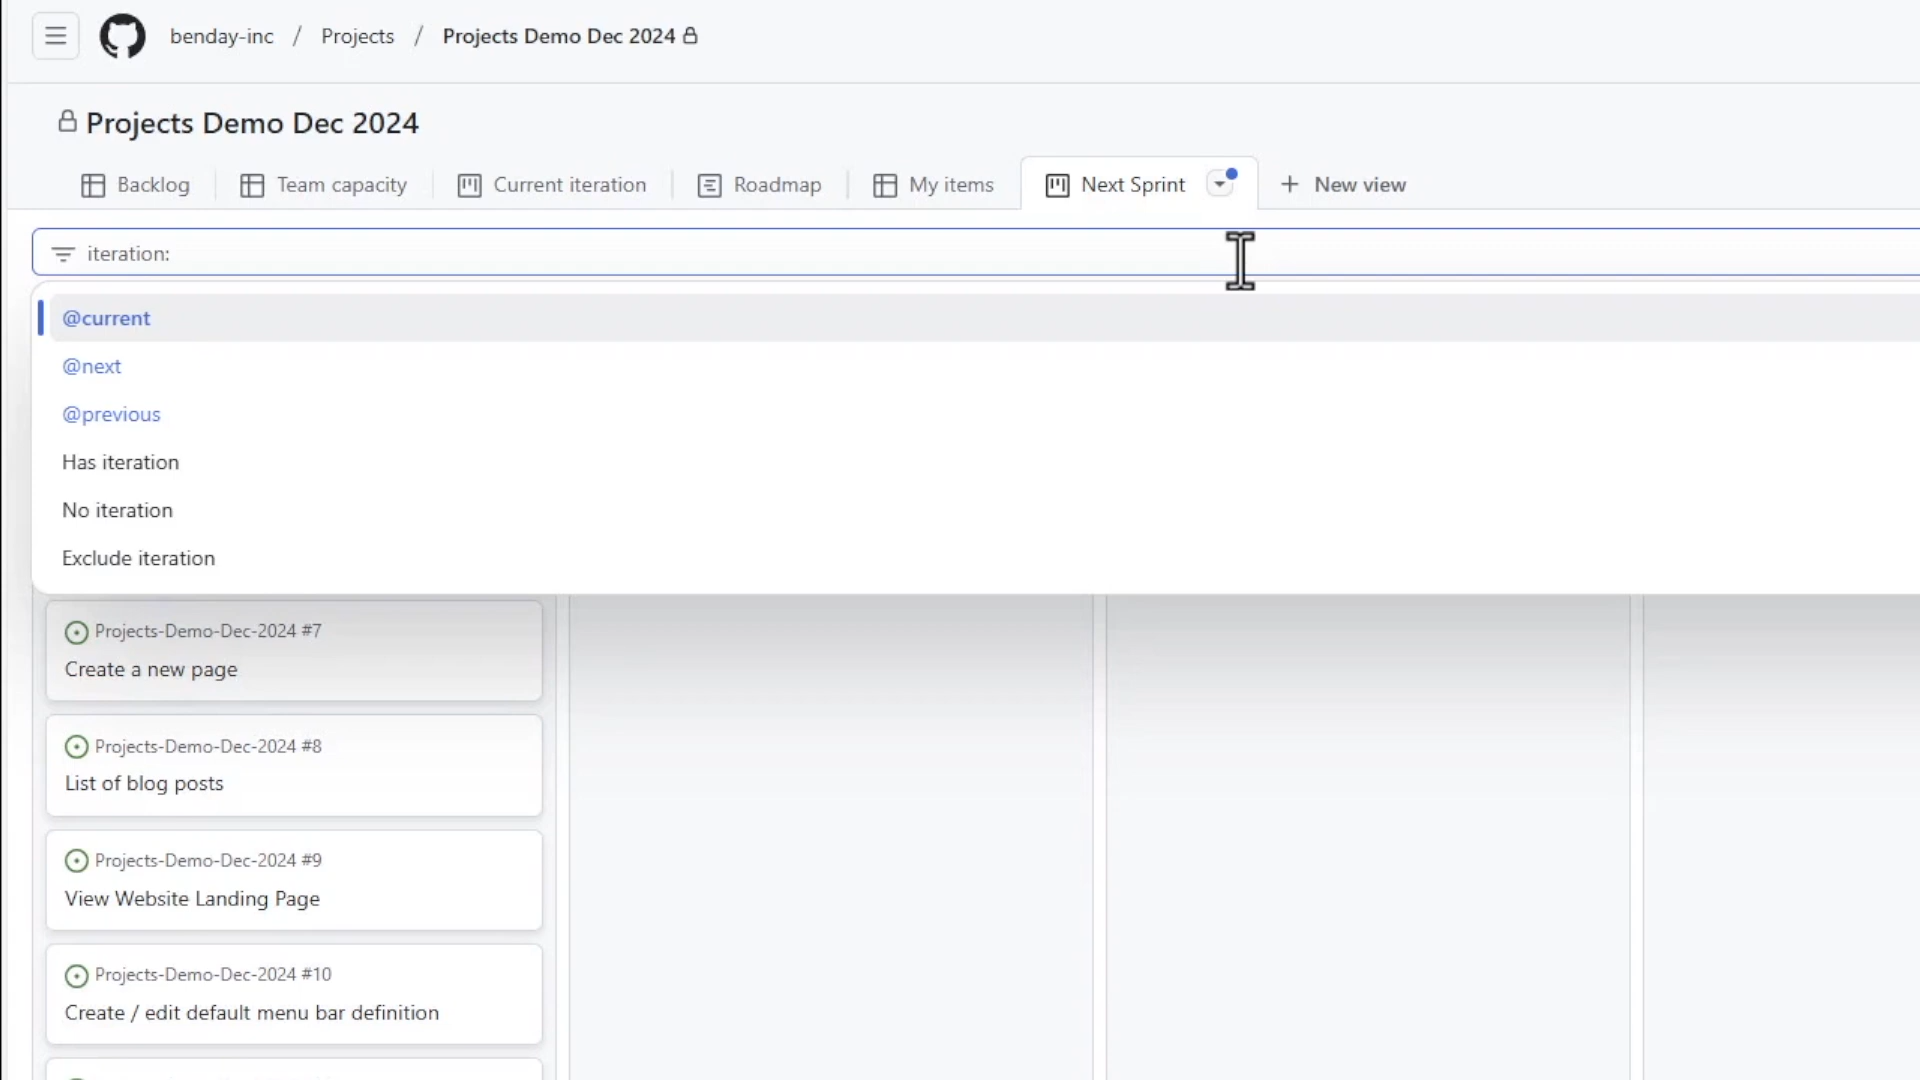 benday-inc / Projects / Projects Demo Dec 2024
Projects Demo Dec 2024
Backlog Team capacity Current iteration Roadmap My items Next Sprint + New view
iteration:
@current
@next
@previous
Has iteration
No iteration
Exclude iteration
Projects-Demo-Dec-2024 #7
Create a new page
Projects-Demo-Dec-2024 #8
List of blog posts
Projects-Demo-Dec-2024 #9
View Website Landing Page
Projects-Demo-Dec-2024 #10
Create / edit default menu bar definition